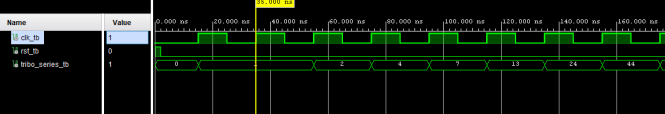 35.000 ns
Name Value 0.000 ns 20.000 ns 40.000 ns 60.000 ns 80.000 ns 100.000 ns 120.000 ns 140.000 ns 160.000 ns
clk_tb 1
rst_tb 0
tribo_series_tb 1 0 1 2 4 7 13 24 44